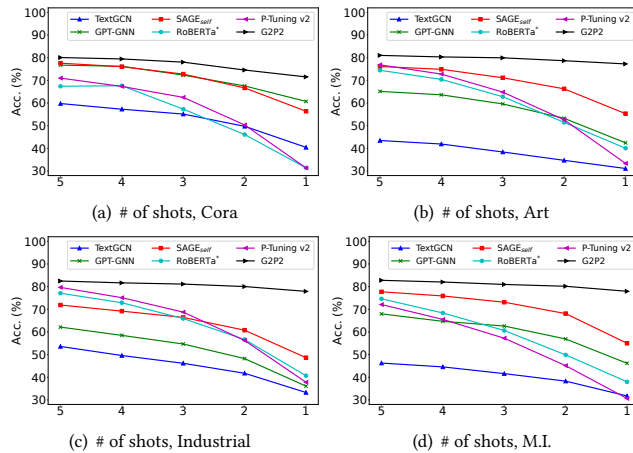 TextGCN SAGEself P-Tuning v2
GPT-GNN RoBERTa* G2P2
Acc. (%)
100
90
80
70
60
50
40
30
5 4 3 2 1
(a) # of shots, Cora
TextGCN SAGEself P-Tuning v2
GPT-GNN RoBERTa* G2P2
Acc. (%)
100
90
80
70
60
50
40
30
5 4 3 2 1
(b) # of shots, Art
TextGCN SAGEself P-Tuning v2
GPT-GNN RoBERTa* G2P2
Acc. (%)
100
90
80
70
60
50
40
30
5 4 3 2 1
(c) # of shots, Industrial
TextGCN SAGEself P-Tuning v2
GPT-GNN RoBERTa* G2P2
Acc. (%)
100
90
80
70
60
50
40
30
5 4 3 2 1
(d) # of shots, M.I.